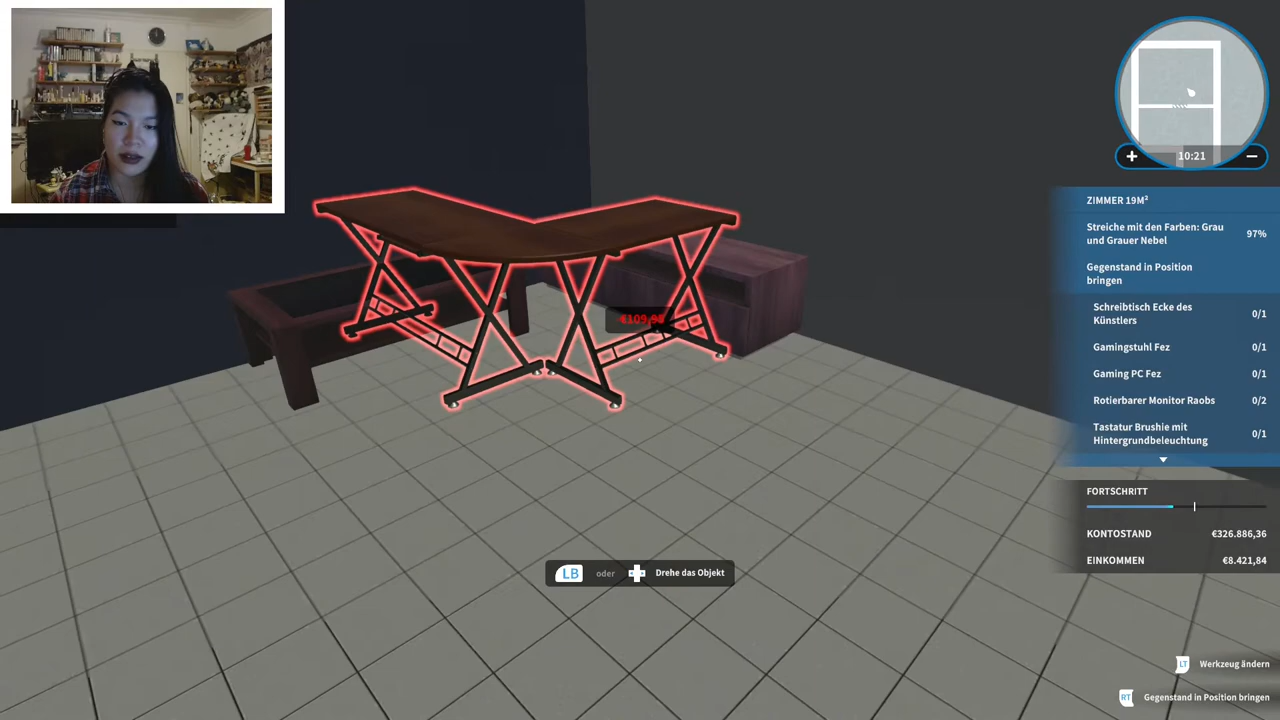 10:21
ZIMMER 19M²
Streiche mit den Farben: Grau
und Grauer Nebel
97%
Gegenstand in Position
bringen
Schreibtisch Ecke des
Künstlers
0/1
Gamingstuhl Fez
0/1
Gaming PC Fez
0/1
Rotierbarer Monitor Raobs
0/2
Tastatur Brushie mit
Hintergrundbeleuchtung
0/1
FORTSCHRITT
KONTOSTAND
€326.886,36
EINKOMMEN
€8.421,84
LB oder Drehe das Objekt
LT Werkzeug ändern
RT Gegenstand in Position bringen